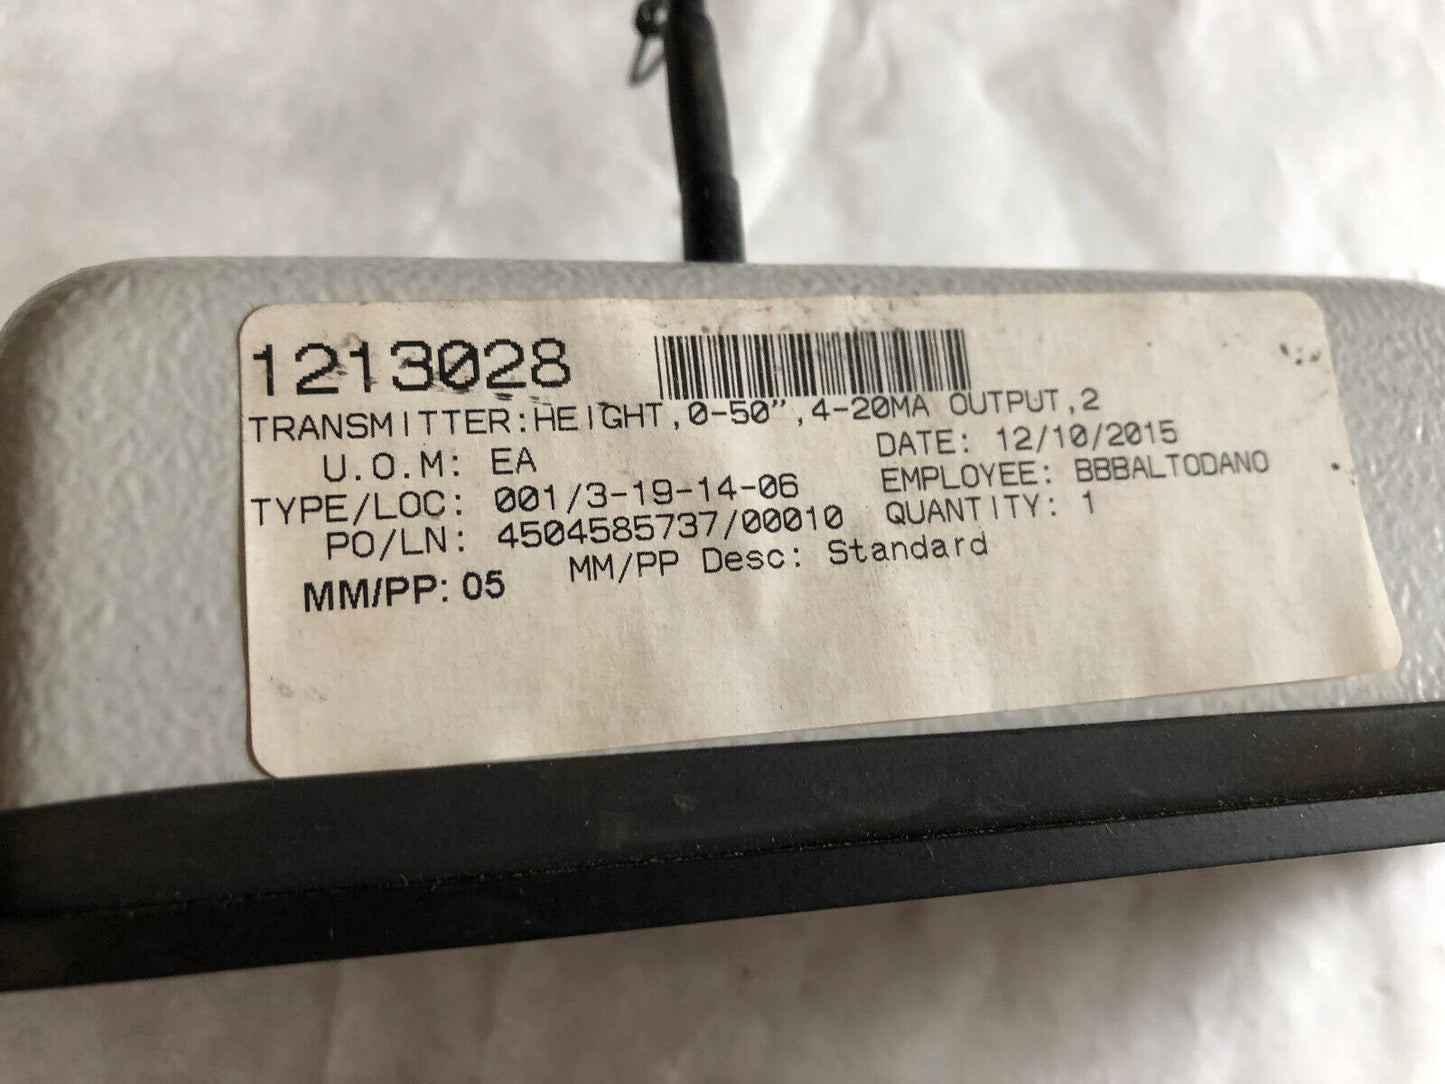 1213028
TRANSMITTER:HEIGHT,0-50",4-20MA OUTPUT,2
U.O.M: EA DATE: 12/10/2015
TYPE/LOC: 001/3-19-14-06 EMPLOYEE: BBBALTODANO
PO/LN: 4504585737/00010 QUANTITY: 1
MM/PP: 05 MM/PP Desc: Standard